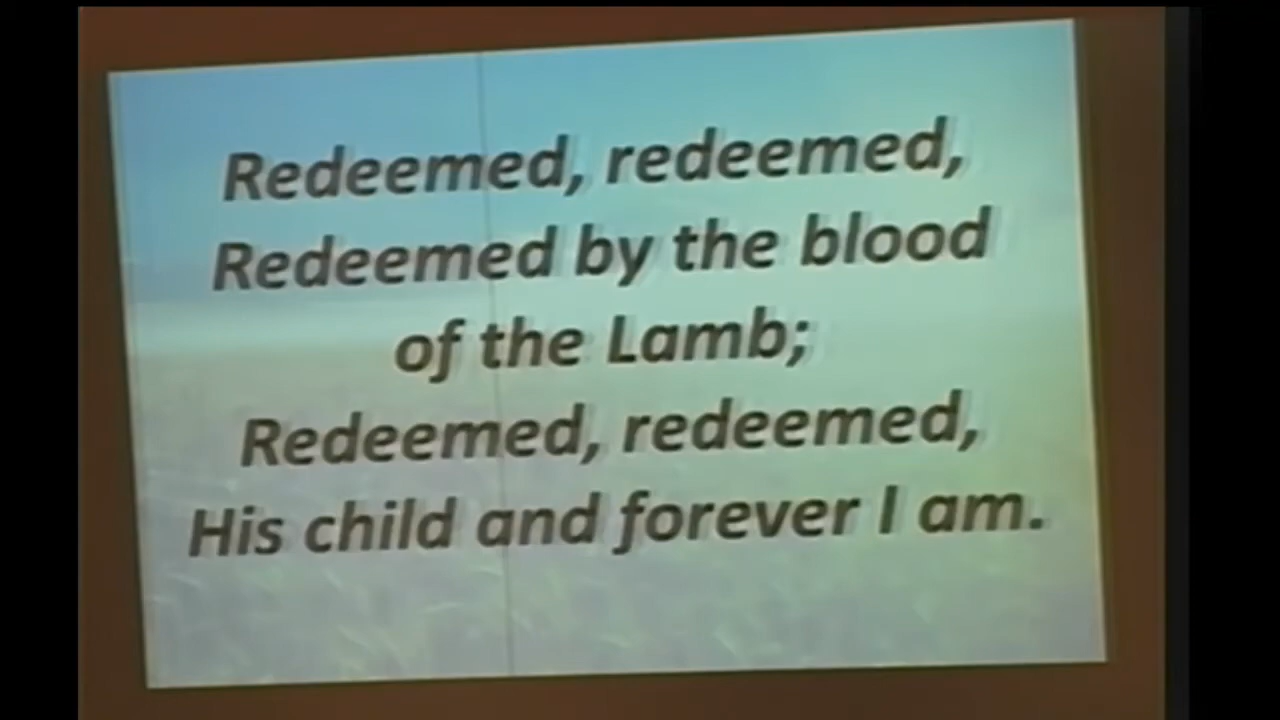 Redeemed, redeemed,
Redeemed by the blood
of the Lamb;
Redeemed, redeemed,
His child and forever I am.